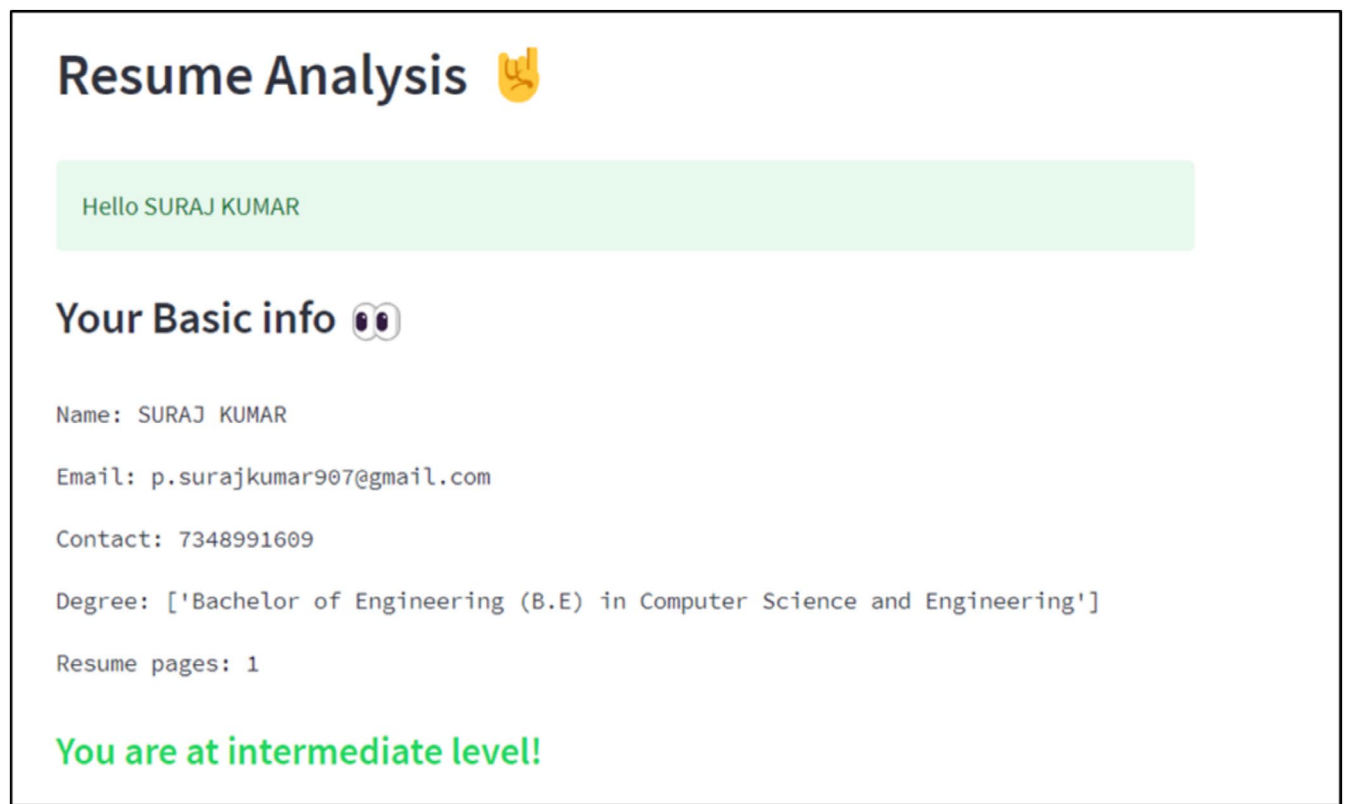 Resume Analysis 🤘
Hello SURAJ KUMAR
Your Basic info 👀
Name: SURAJ KUMAR
Email: p.surajkumar907@gmail.com
Contact: 7348991609
Degree: ['Bachelor of Engineering (B.E) in Computer Science and Engineering']
Resume pages: 1
You are at intermediate level!